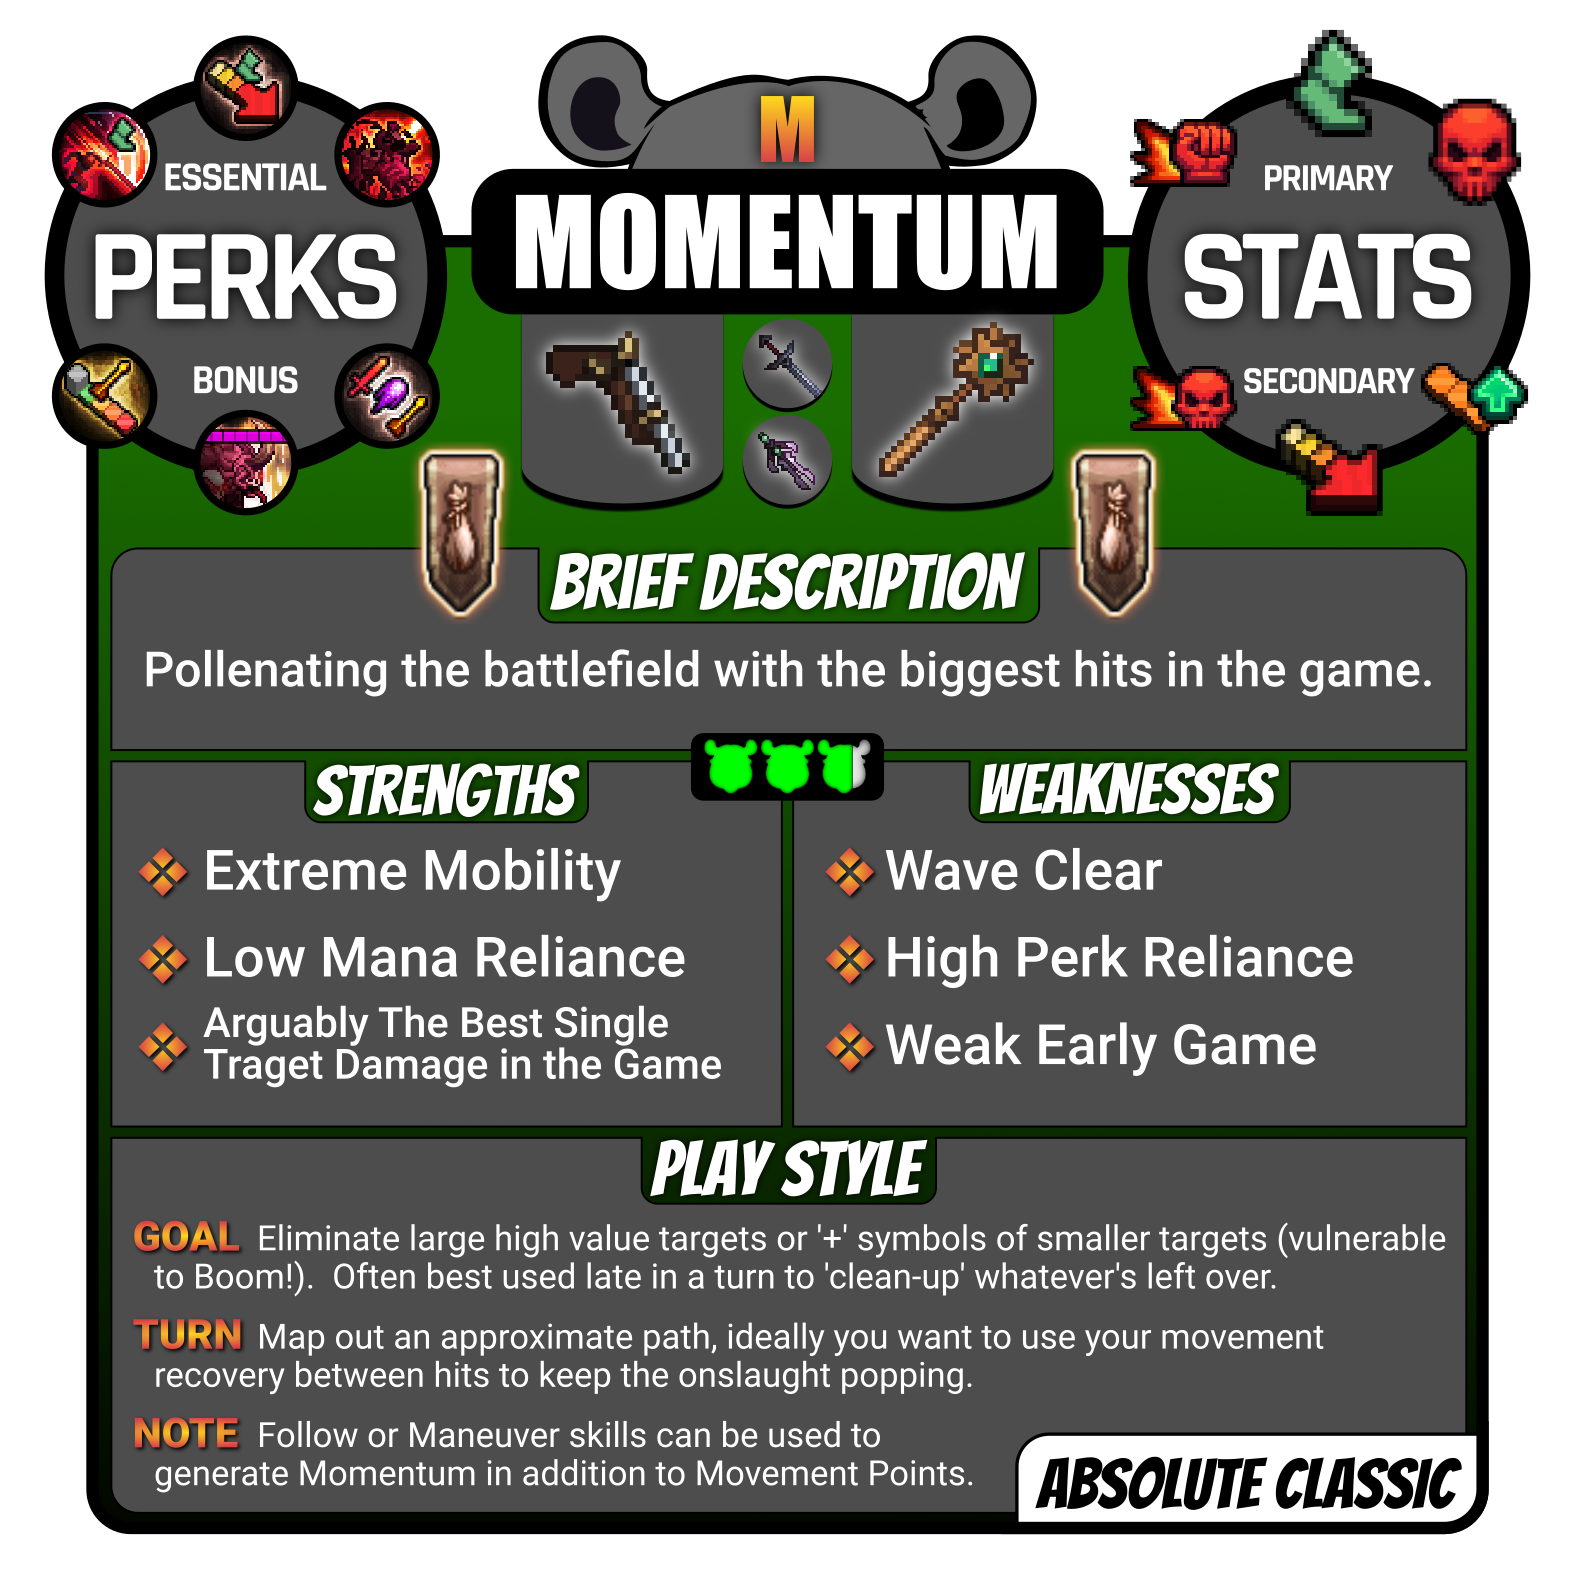 M
MOMENTUM
ESSENTIAL
PERKS
BONUS
PRIMARY
STATS
SECONDARY
BRIEF DESCRIPTION
Pollenating the battlefield with the biggest hits in the game.
STRENGTHS
Extreme Mobility
Low Mana Reliance
Arguably The Best Single
Traget Damage in the Game
WEAKNESSES
Wave Clear
High Perk Reliance
Weak Early Game
PLAY STYLE
GOAL Eliminate large high value targets or '+' symbols of smaller targets (vulnerable
to Boom!). Often best used late in a turn to 'clean-up' whatever's left over.
TURN Map out an approximate path, ideally you want to use your movement
recovery between hits to keep the onslaught popping.
NOTE Follow or Maneuver skills can be used to
generate Momentum in addition to Movement Points.
ABSOLUTE CLASSIC